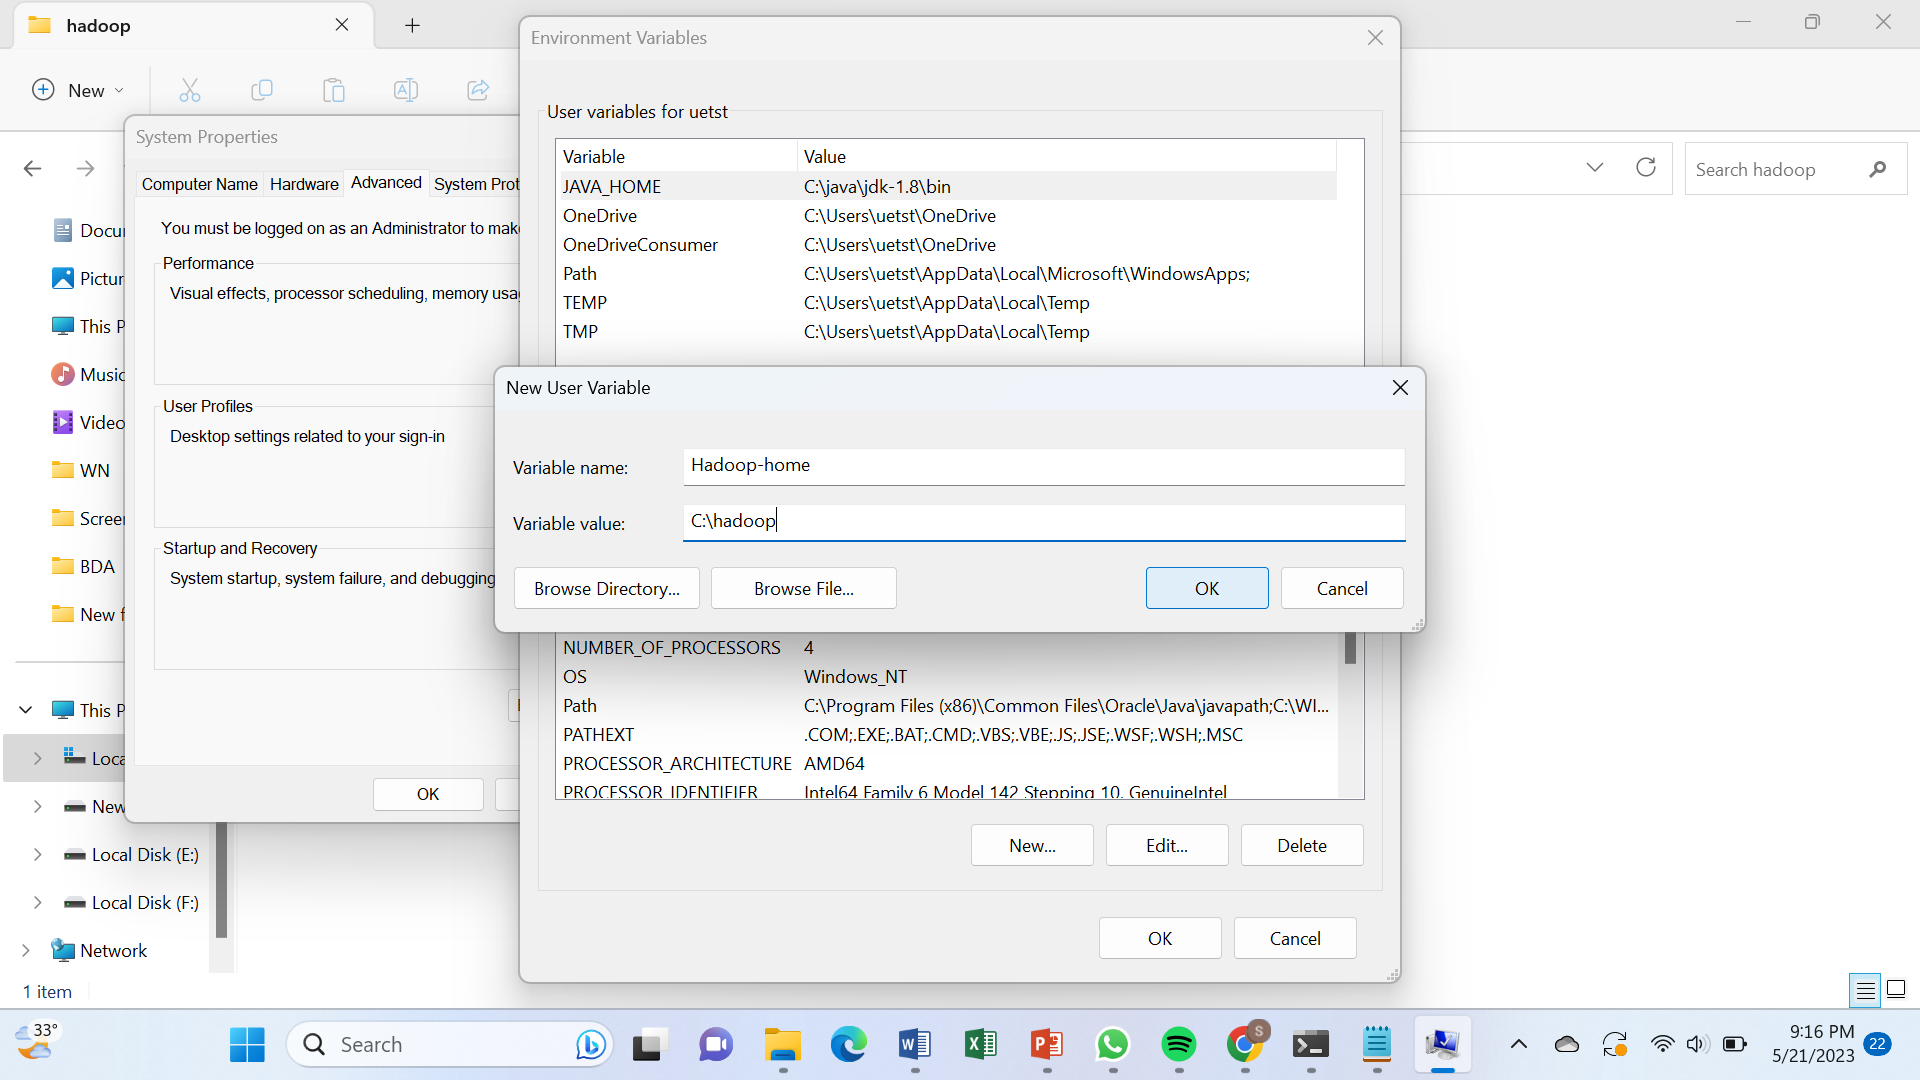 hadoop
New
Search hadoop
Docu
Pictur
This P
Music
Video
WN
Screer
BDA
New f
This P
Loca
New
Local Disk (E:)
Local Disk (F:)
Network
1 item
System Properties
Computer Name Hardware Advanced System Prot
You must be logged on as an Administrator to mak
Performance
Visual effects, processor scheduling, memory usa
User Profiles
Desktop settings related to your sign-in
Startup and Recovery
System startup, system failure, and debugging
OK
Environment Variables
User variables for uetst
Variable Value
JAVA_HOME C:\java\jdk-1.8\bin
OneDrive C:\Users\uetst\OneDrive
OneDriveConsumer C:\Users\uetst\OneDrive
Path C:\Users\uetst\AppData\Local\Microsoft\WindowsApps;
TEMP C:\Users\uetst\AppData\Local\Temp
TMP C:\Users\uetst\AppData\Local\Temp
New User Variable
Variable name: Hadoop-home
Variable value: C:\hadoop
Browse Directory... Browse File... OK Cancel
NUMBER_OF_PROCESSORS 4
OS Windows_NT
Path C:\Program Files (x86)\Common Files\Oracle\Java\javapath;C:\WI...
PATHEXT .COM;.EXE;.BAT;.CMD;.VBS;.VBE;.JS;.JSE;.WSF;.WSH;.MSC
PROCESSOR_ARCHITECTURE AMD64
PROCESSOR_IDENTIFIER Intel64 Family 6 Model 142 Stepping 10, GenuineIntel
New... Edit... Delete
OK Cancel
33°
Search
S
9:16 PM
5/21/2023
22